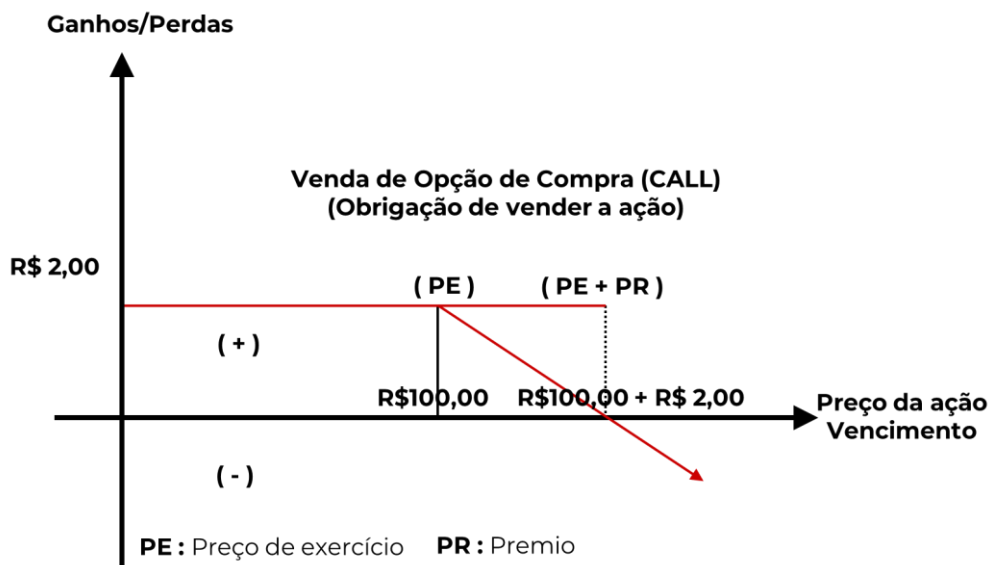 Ganhos/Perdas
Venda de Opção de Compra (CALL)
(Obrigação de vender a ação)
R$ 2,00
( PE )
( PE + PR )
( + )
R$100,00
R$100,00 + R$ 2,00
Preço da ação
Vencimento
( - )
PE : Preço de exercício
PR : Premio